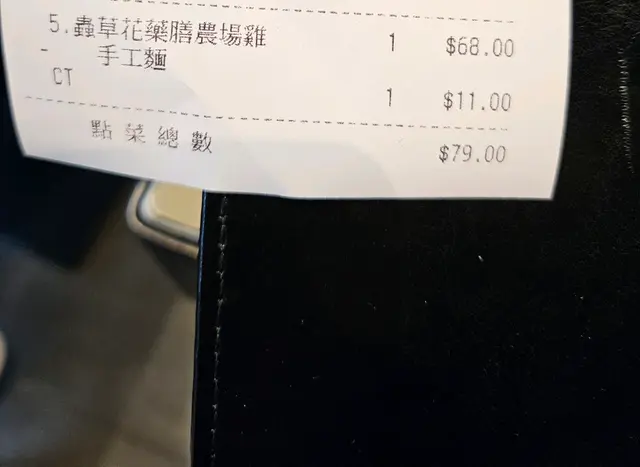 5.蟲草花藥膳農場雞 1 $68.00
- 手工麵
CT 1 $11.00
點菜總數 $79.00